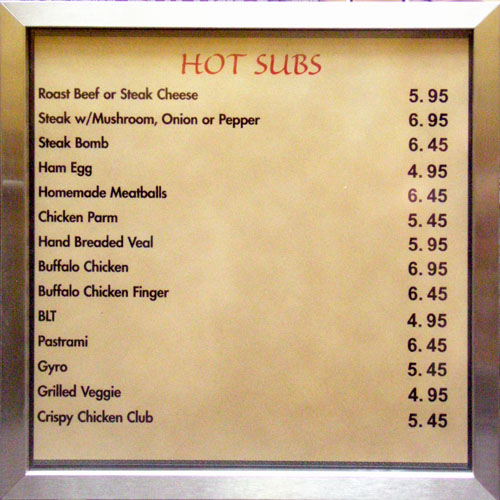 HOT SUBS
Roast Beef or Steak Cheese 5.95
Steak w/Mushroom, Onion or Pepper 6.95
Steak Bomb 6.45
Ham Egg 4.95
Homemade Meatballs 6.45
Chicken Parm 5.45
Hand Breaded Veal 5.95
Buffalo Chicken 6.95
Buffalo Chicken Finger 6.45
BLT 4.95
Pastrami 6.45
Gyro 5.45
Grilled Veggie 4.95
Crispy Chicken Club 5.45